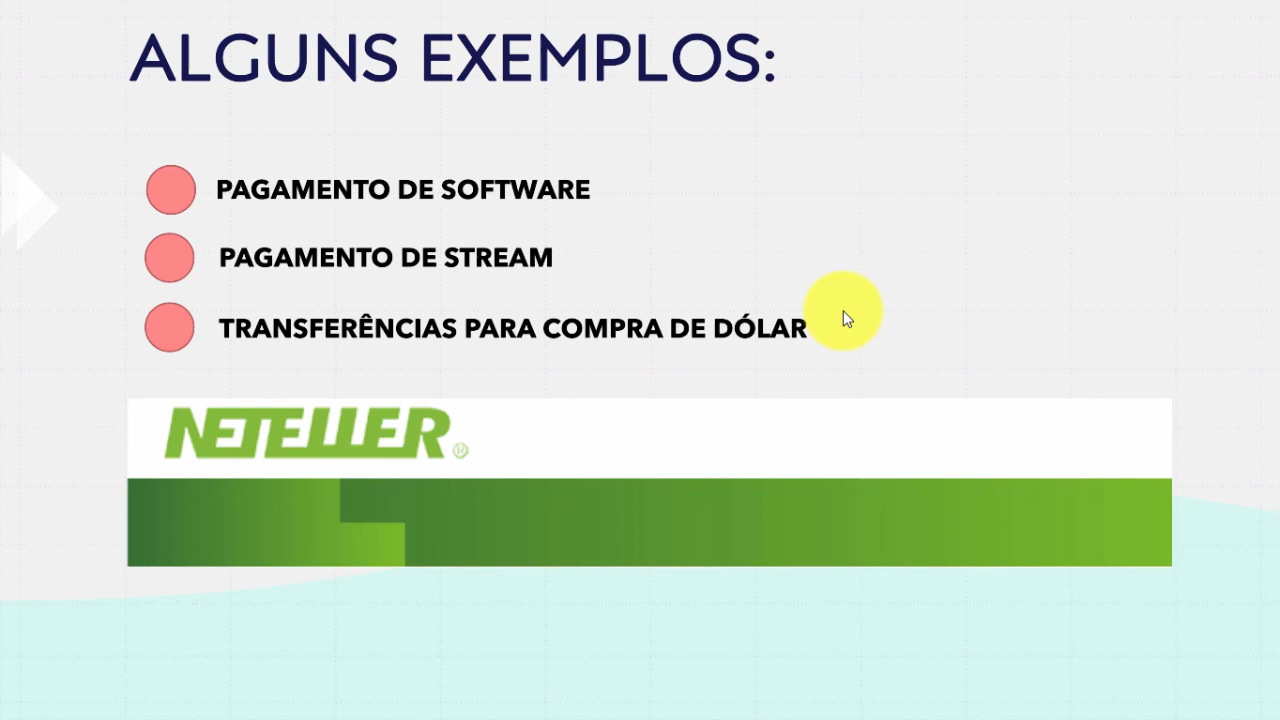 ALGUNS EXEMPLOS:
PAGAMENTO DE SOFTWARE
PAGAMENTO DE STREAM
TRANSFERÊNCIAS PARA COMPRA DE DÓLAR
NETELLER®